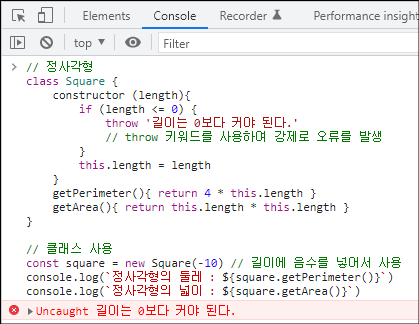 Elements Console Recorder Performance insight
top Filter
> // 정사각형
class Square {
constructor (length){
if (length <= 0) {
throw '길이는 0보다 커야 된다.'
// throw 키워드를 사용하여 강제로 오류를 발생
}
this.length = length
}
getPerimeter(){ return 4 * this.length }
getArea(){ return this.length * this.length }
}
// 클래스 사용
const square = new Square(-10) // 길이에 음수를 넣어서 사용
console.log(`정사각형의 둘레 : ${square.getPerimeter()}`)
console.log(`정사각형의 넓이 : ${square.getArea()}`)
Uncaught 길이는 0보다 커야 된다.